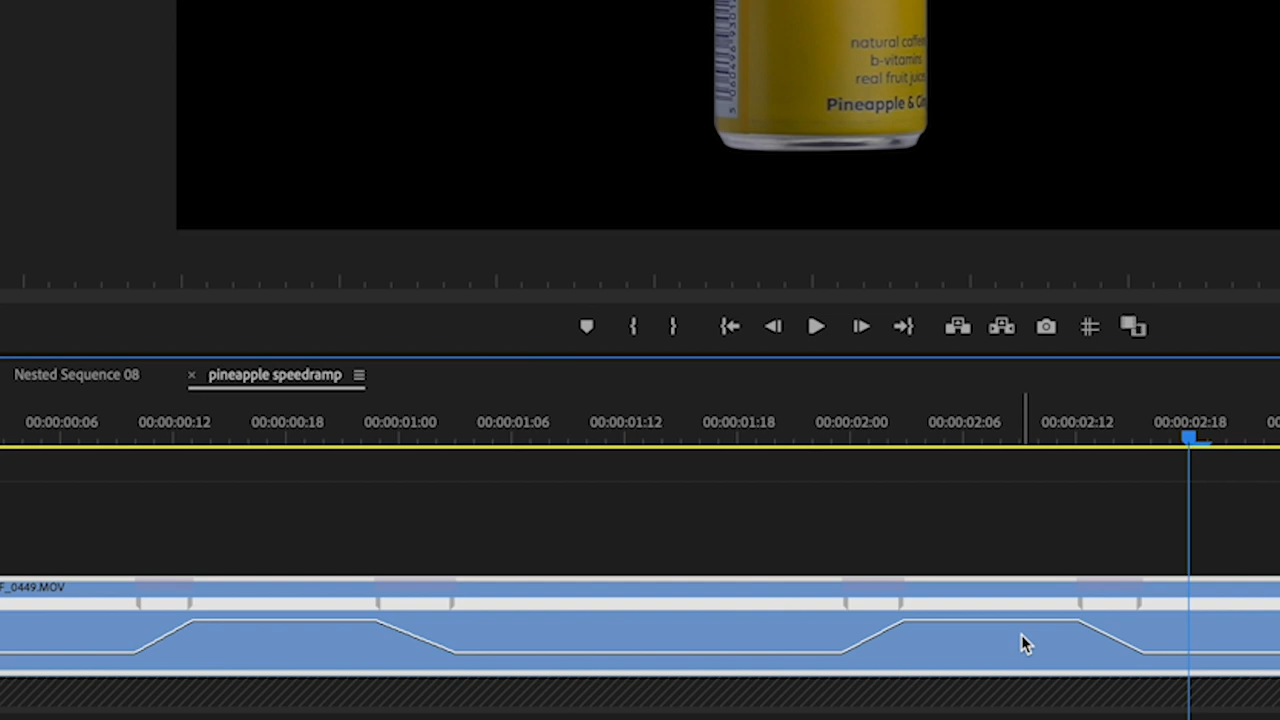 natural
b-vitamins
real fruit
Pineapple &
Nested Sequence 08
× pineapple speedramp
00:00:00:06 00:00:00:12 00:00:00:18 00:00:01:00 00:00:01:06 00:00:01:12 00:00:01:18 00:00:02:00 00:00:02:06 00:00:02:12 00:00:02:18 00
F_0449.MOV